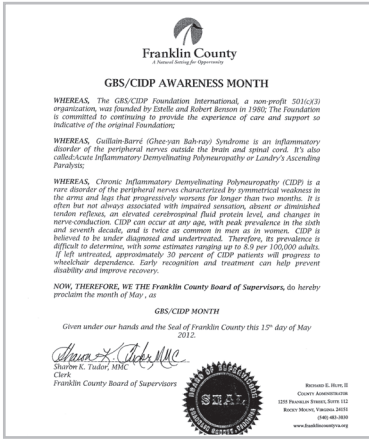 Franklin County
A Natural Setting for Opportunity
GBS/CIDP AWARENESS MONTH
WHEREAS, The GBS/CIDP Foundation International, a non-profit 501(c)(3)
organization, was founded by Estelle and Robert Benson in 1980; The Foundation
is committed to continuing to provide the experience of care and support so
indicative of the original Foundation;
WHEREAS, Guillain-Barré (Ghee-yan Bah-ray) Syndrome is an inflammatory
disorder of the peripheral nerves outside the brain and spinal cord. It's also
called:Acute Inflammatory Demyelinating Polyneuropathy or Landry's Ascending
Paralysis;
WHEREAS, Chronic Inflammatory Demyelinating Polyneuropathy (CIDP) is a
rare disorder of the peripheral nerves characterized by symmetrical weakness in
the arms and legs that progressively worsens for longer than two months. It is
often but not always associated with impaired sensation, absent or diminished
tendon reflexes, an elevated cerebrospinal fluid protein level, and changes in
nerve-conduction. CIDP can occur at any age, with peak prevalence in the sixth
and seventh decade, and is twice as common in men as in women. CIDP is
believed to be under diagnosed and undertreated. Therefore, its prevalence is
difficult to determine, with some estimates ranging up to 8.9 per 100,000 adults.
If left untreated, approximately 30 percent of CIDP patients will progress to
wheelchair dependence. Early recognition and treatment can help prevent
disability and improve recovery.
NOW, THEREFORE, WE THE Franklin County Board of Supervisors, do hereby
proclaim the month of May , as
GBS/CIDP MONTH
Given under our hands and the Seal of Franklin County this 15th day of May
2012.
Sharon K. Tudor, MMC
Sharon K. Tudor, MMC
Clerk
Franklin County Board of Supervisors
SEAL
RICHARD E. HUFF, II
COUNTY ADMINISTRATOR
1255 FRANKLIN STREET, SUITE 112
ROCKY MOUNT, VIRGINIA 24151
(540) 483-3030
www.franklincountyva.org